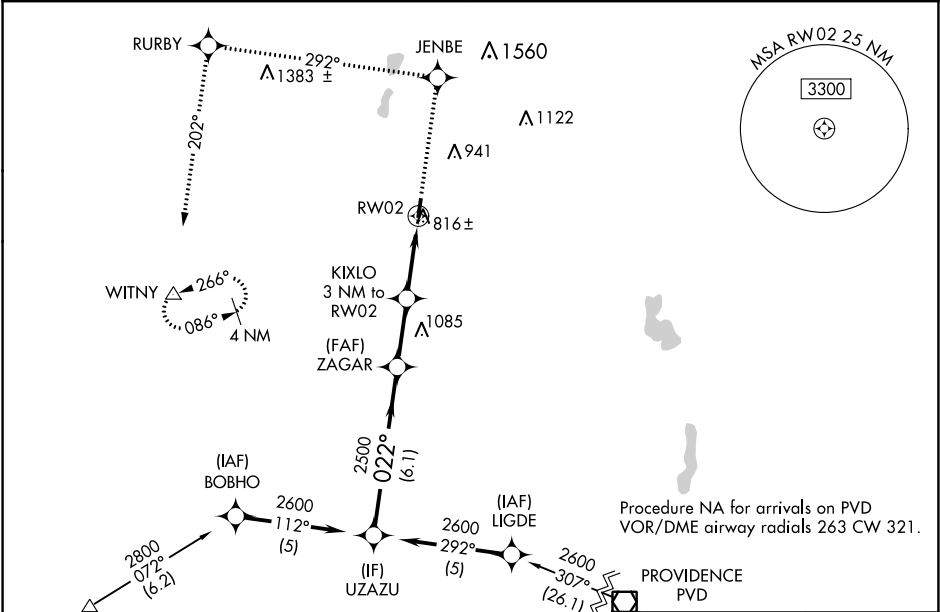 RURBY
JENBE
1560
292°
1383 ±
MSA RW02 25 NM
3300
1122
202°
941
RW02
816±
WITNY
266°
086°
4 NM
KIXLO
3 NM to
RW02
1085
(FAF)
ZAGAR
2500
022°
(6.1)
(IAF)
BOBHO
2600
112°
(5)
(IAF)
LIGDE
2600
292°
(5)
Procedure NA for arrivals on PVD
VOR/DME airway radials 263 CW 321.
2800
072°
(6.2)
(IF)
UZAZU
2600
307°
(26.1)
PROVIDENCE
PVD